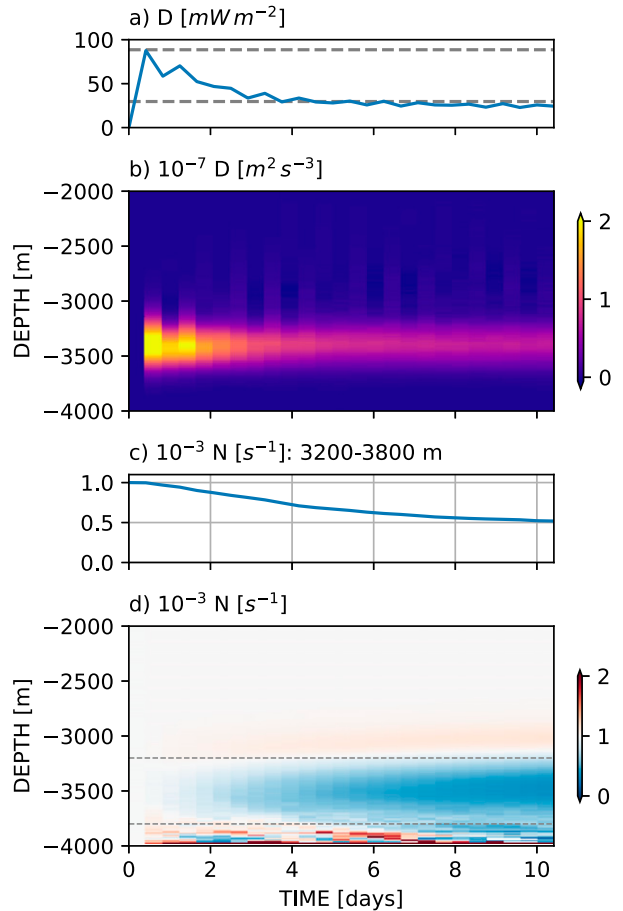 a) D [mW m⁻²]
100
50
0
b) 10⁻⁷ D [m² s⁻³]
−2000
−2500
−3000
−3500
−4000
DEPTH [m]
2
1
0
c) 10⁻³ N [s⁻¹]: 3200-3800 m
1.0
0.5
0.0
d) 10⁻³ N [s⁻¹]
−2000
−2500
−3000
−3500
−4000
DEPTH [m]
2
1
0
0 2 4 6 8 10
TIME [days]